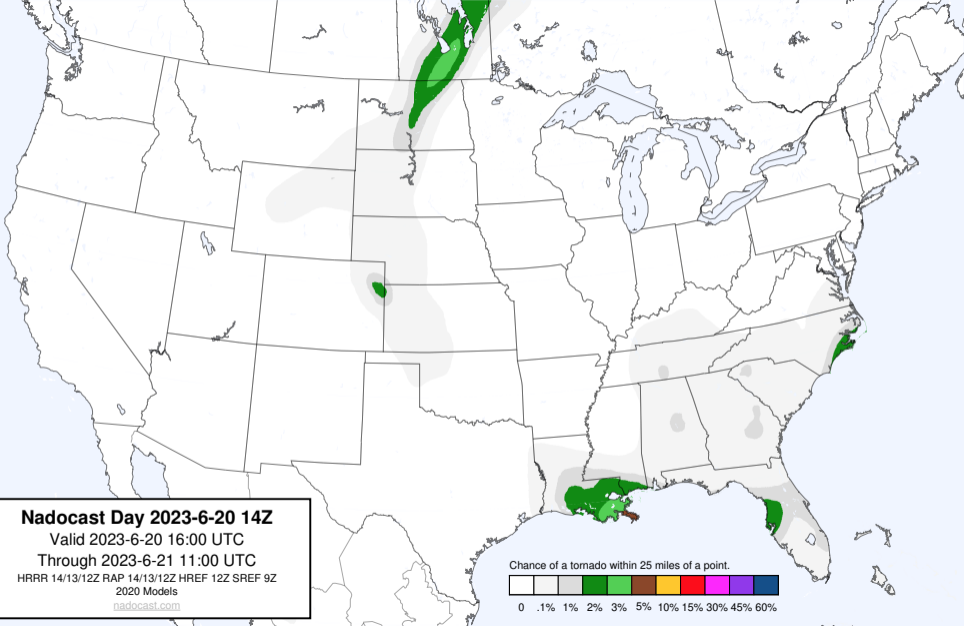 Nadocast Day 2023-6-20 14Z
Valid 2023-6-20 16:00 UTC
Through 2023-6-21 11:00 UTC
HRRR 14/13/12Z RAP 14/13/12Z HREF 12Z SREF 9Z
2020 Models
nadocast.com
Chance of a tornado within 25 miles of a point.
0 .1% 1% 2% 3% 5% 10% 15% 30% 45% 60%